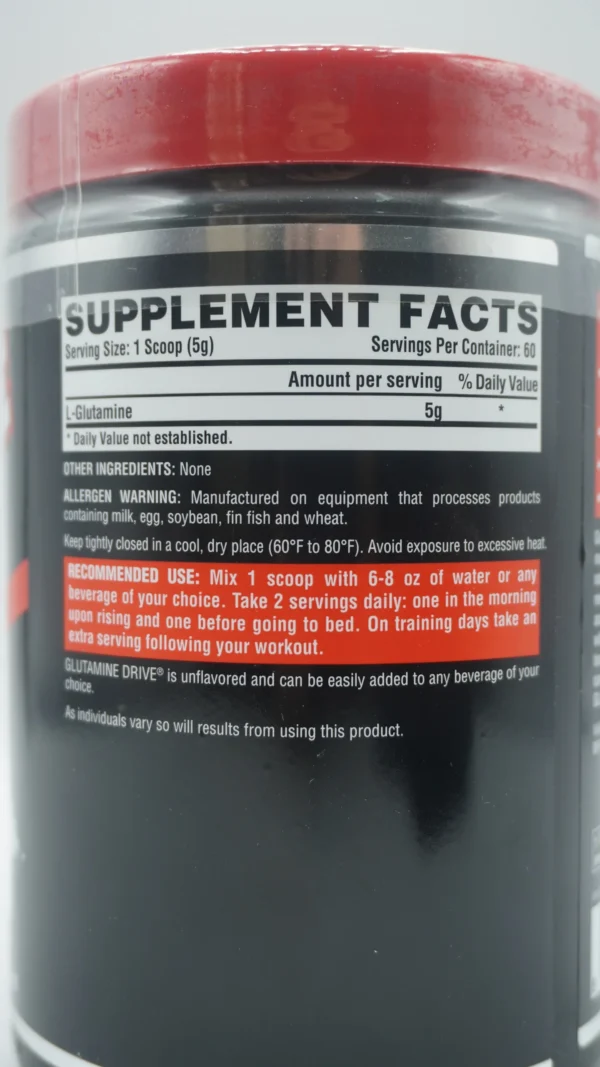 SUPPLEMENT FACTS
Serving Size: 1 Scoop (5g) Servings Per Container: 60
Amount per serving % Daily Value
L-Glutamine 5g *
* Daily Value not established.
OTHER INGREDIENTS: None
ALLERGEN WARNING: Manufactured on equipment that processes products
containing milk, egg, soybean, fin fish and wheat.
Keep tightly closed in a cool, dry place (60°F to 80°F). Avoid exposure to excessive heat.
RECOMMENDED USE: Mix 1 scoop with 6-8 oz of water or any
beverage of your choice. Take 2 servings daily: one in the morning
upon rising and one before going to bed. On training days take an
extra serving following your workout.
GLUTAMINE DRIVE® is unflavored and can be easily added to any beverage of your
choice.
As individuals vary so will results from using this product.